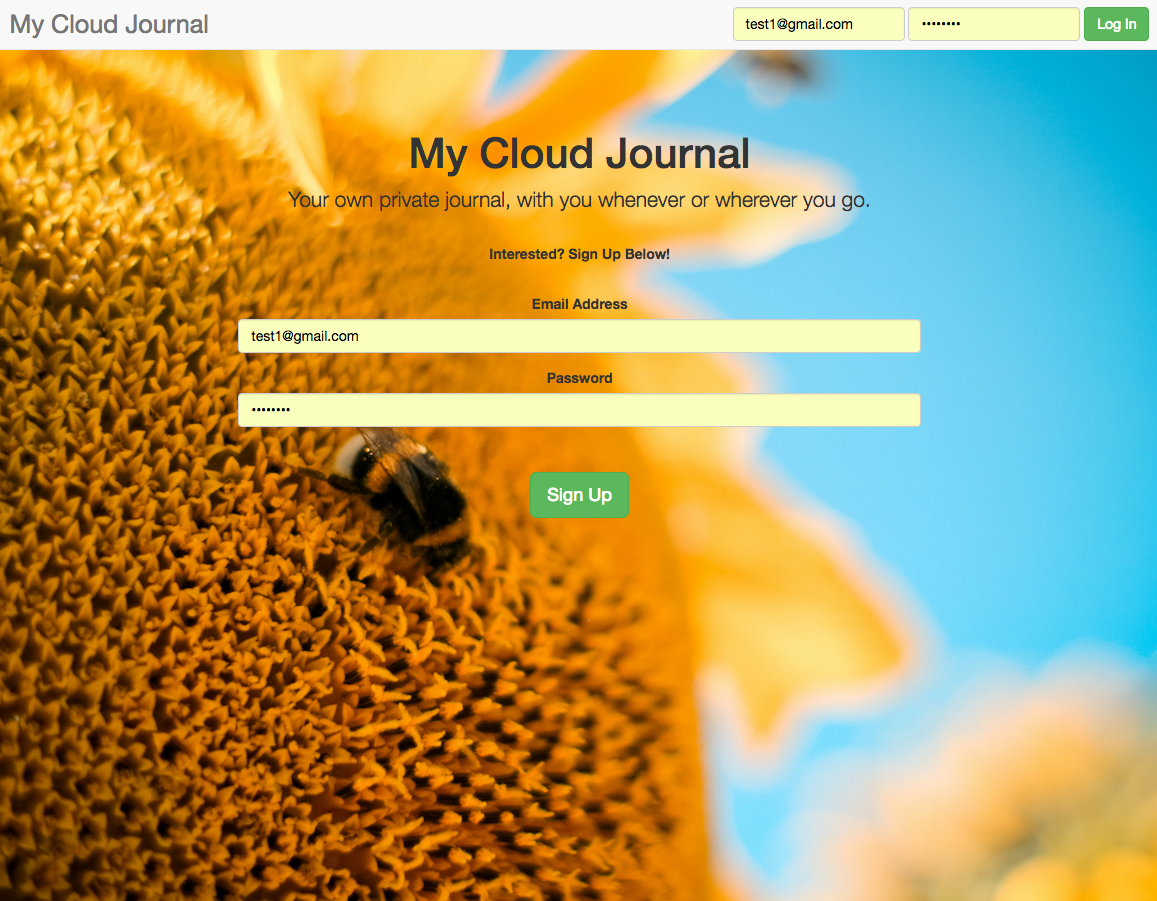 My Cloud Journal
test1@gmail.com
••••••••
Log In
My Cloud Journal
Your own private journal, with you whenever or wherever you go.
Interested? Sign Up Below!
Email Address
test1@gmail.com
Password
••••••••
Sign Up